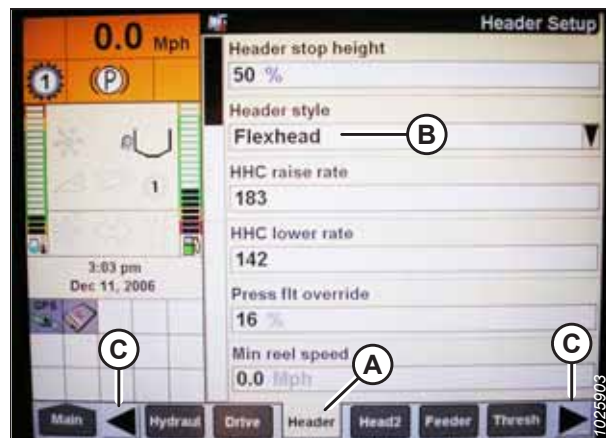 0.0 Mph
Header Setup
1
P
Header stop height
50 %
Header style
Flexhead
B
HHC raise rate
183
1
HHC lower rate
142
3:03 pm
Dec 11, 2006
Press flt override
16 %
GPS
C
A
C
Min reel speed
0.0 Mph
Main
Hydraul
Drive
Header
Head2
Feeder
Thresh
1025903